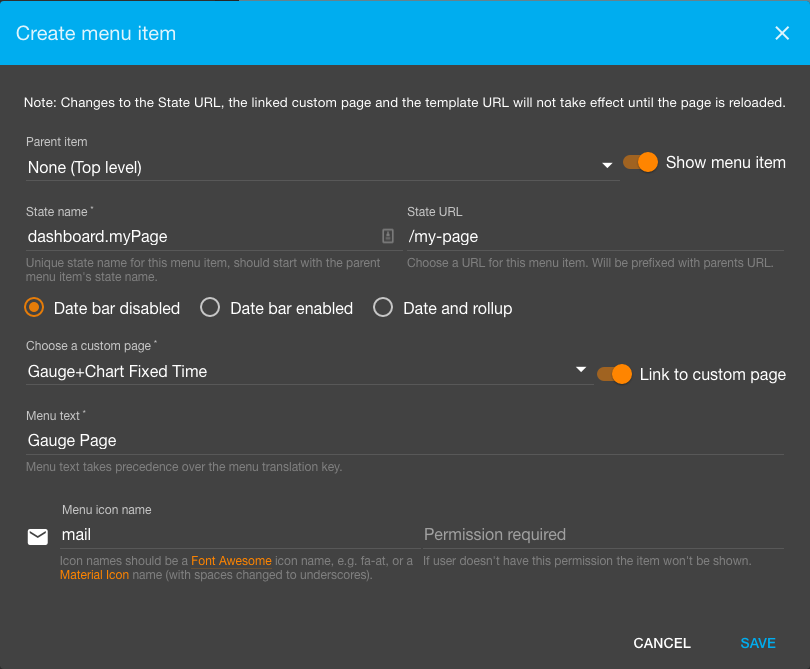 Create menu item
Note: Changes to the State URL, the linked custom page and the template URL will not take effect until the page is reloaded.
Parent item
None (Top level)
Show menu item
State name *
State URL
dashboard.myPage
/my-page
Unique state name for this menu item, should start with the parent
menu item's state name.
Choose a URL for this menu item. Will be prefixed with parents URL.
Date bar disabled
Date bar enabled
Date and rollup
Choose a custom page *
Gauge+Chart Fixed Time
Link to custom page
Menu text *
Gauge Page
Menu text takes precedence over the menu translation key.
Menu icon name
mail
Permission required
Icon names should be a Font Awesome icon name, e.g. fa-at, or a
Material Icon name (with spaces changed to underscores).
If user doesn't have this permission the item won't be shown.
CANCEL
SAVE